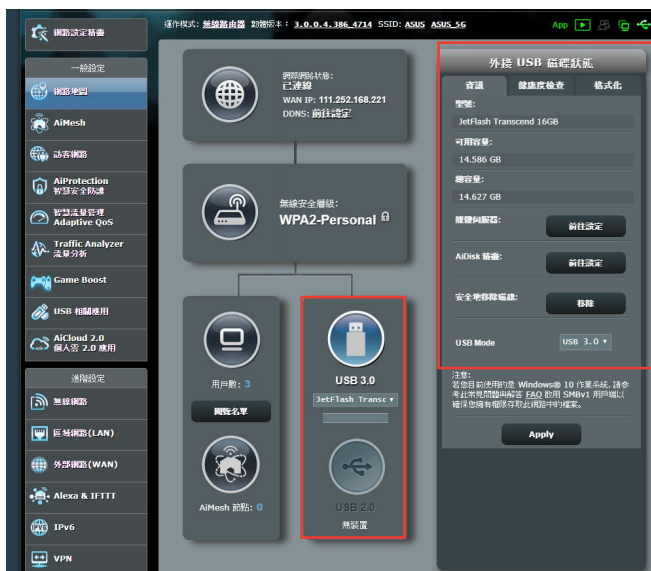 運作模式: 無線路由器 韌體版本: 3.0.0.4.386_4714 SSID: ASUS ASUS_5G
App
網路設定精靈
一般設定
網路地圖
AiMesh
訪客網路
AiProtection
智慧安全防護
智慧流量管理
Adaptive QoS
Traffic Analyzer
流量分析
Game Boost
USB 相關應用
AiCloud 2.0
個人雲 2.0 應用
進階設定
無線網路
區域網路(LAN)
外部網路(WAN)
Alexa & IFTTT
IPv6
VPN
網際網路狀態:
已連線
WAN IP: 111.252.168.221
DDNS: 前往設定
無線安全層級:
WPA2-Personal
用戶數: 3
閱覽名單
AiMesh 節點: 0
USB 3.0
JetFlash Transc
USB 2.0
無裝置
外接 USB 磁碟狀態
資訊 健康度檢查 格式化
型號:
JetFlash Transcend 16GB
可用容量:
14.586 GB
總容量:
14.627 GB
媒體伺服器: 前往設定
AiDisk 精靈: 前往設定
安全地移除磁碟: 移除
USB Mode USB 3.0
注意:
若您目前使用的是 Windows® 10 作業系統, 請參
考此常見問題與解答 FAQ 啟用 SMBv1 用戶端以
確保您擁有權限存取此網路中的檔案。
Apply